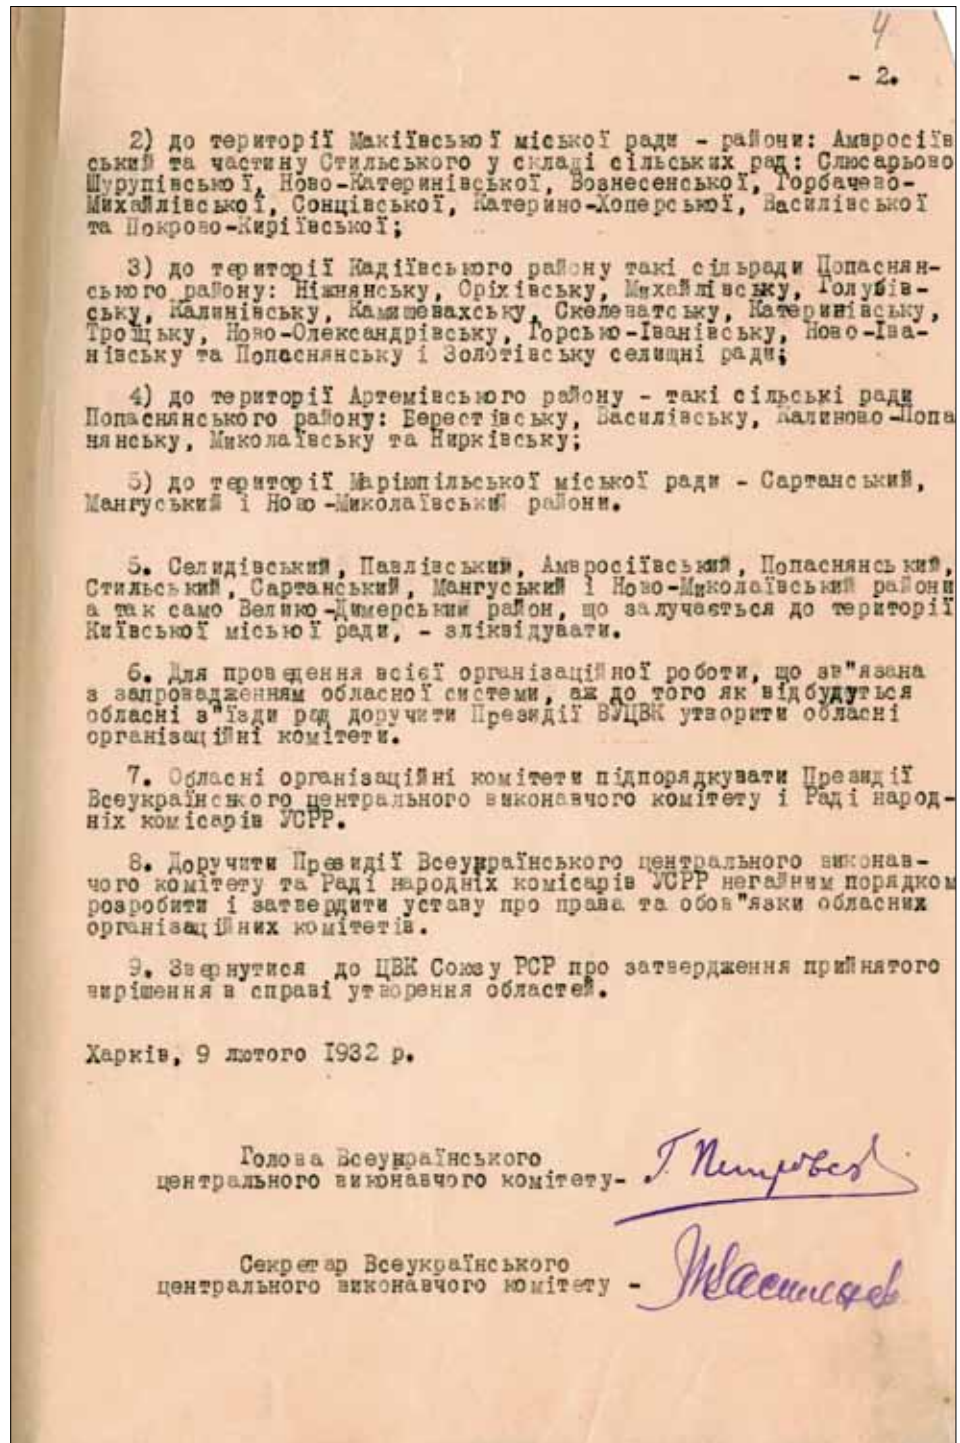 4
- 2.
2) до території Макіївської міської ради - райони: Амвросіїв
ський та частину Стильського у складі сільських рад: Слюсарьово
Шурупівської, Ново-Катеринівської, Вознесенської, Горбачево-
Михайлівської, Сонцівської, Катерино-Хоперської, Василівської
та Покрово-Киріївської;
3) до території Кадіївського району такі сільради Попаснян-
ського району: Ніжнянську, Оріхівську, Михайлівську, Голубів-
ську, Калинівську, Камишевахську, Скелеватську, Катеринівську,
Троїцьку, Ново-Олександрівську, Горсько-Іванівську, Ново-Іва-
нівську та Попаснянську і Золотівську селищні ради;
4) до території Артемівського району - такі сільські ради
Попаснянського району: Берестівську, Василівську, Калиново-Попа
нянську, Миколаївську та Нирківську;
5) до території Маріюпільської міської ради - Сартанський,
Мангуський і Ново-Миколаївський райони.
5. Селидівський, Павлівський, Амвросіївський, Попаснянський,
Стильський, Сартанський, Мангуський і Ново-Миколаївський райони
а так само Велико-Димерський район, що залучається до території
Київської міської ради, - зліквідувати.
6. Для проведення всієї організаційної роботи, що зв"язана
з запровадженням обласної системи, аж до того як відбудуться
обласні з"їзди рад доручити Президії ВУЦВК утворити обласні
організаційні комітети.
7. Обласні організаційні комітети підпорядкувати Президії
Всеукраїнського центрального виконавчого комітету і Раді народ-
ніх комісарів УСРР.
8. Доручити Президії Всеукраїнського центрального виконав-
чого комітету та Раді народніх комісарів УСРР негайним порядком
розробити і затвердити уставу про права та обов"язки обласних
організаційних комітетів.
9. Звернутися до ЦВК Союзу РСР про затвердження прийнятого
вирішення в справі утворення областей.
Харків, 9 лютого 1932 р.
Голова Всеукраїнського
центрального виконавчого комітету- Г. Петровс
Секретар Всеукраїнського
центрального виконавчого комітету -